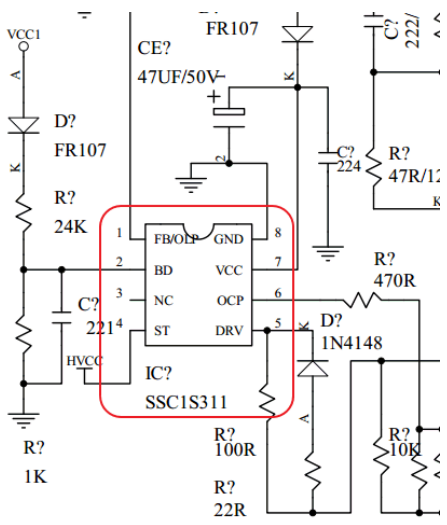 VCC1
A
D?
FR107
K
R?
24K
CE?
47UF/50V
+
2
D?
FR107
K
C?
224
C?
222/
R?
47R/12
K
1
2
3
4
FB/OLP
BD
NC
ST
GND
VCC
OCP
DRV
8
7
6
5
C?
221
HVCC
IC?
SSC1S311
R?
470R
D?
K
1N4148
A
R?
1K
R?
100R
R?
22R
R?
10K